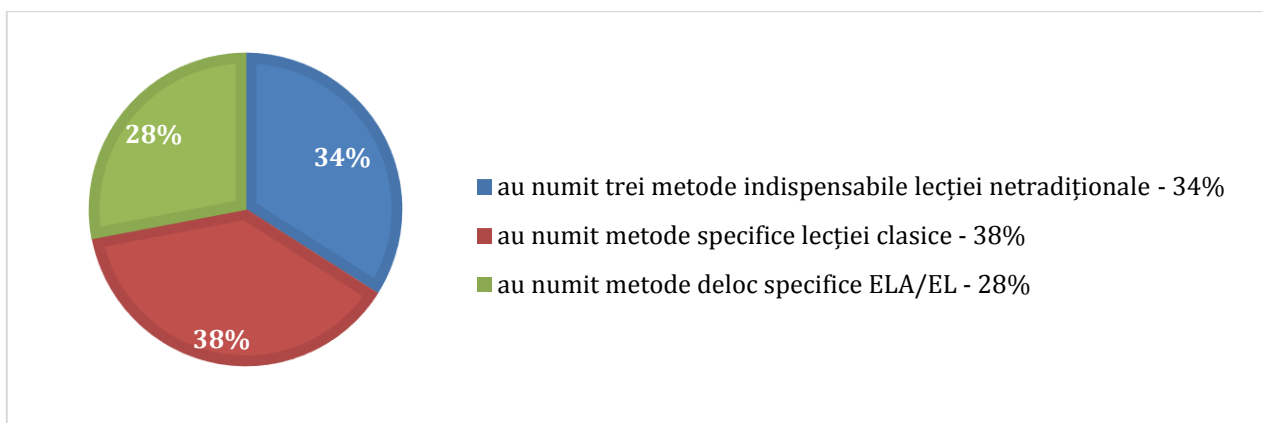 28%
34%
38%
au numit trei metode indispensabile lecției netradiționale - 34%
au numit metode specifice lecției clasice - 38%
au numit metode deloc specifice ELA/EL - 28%